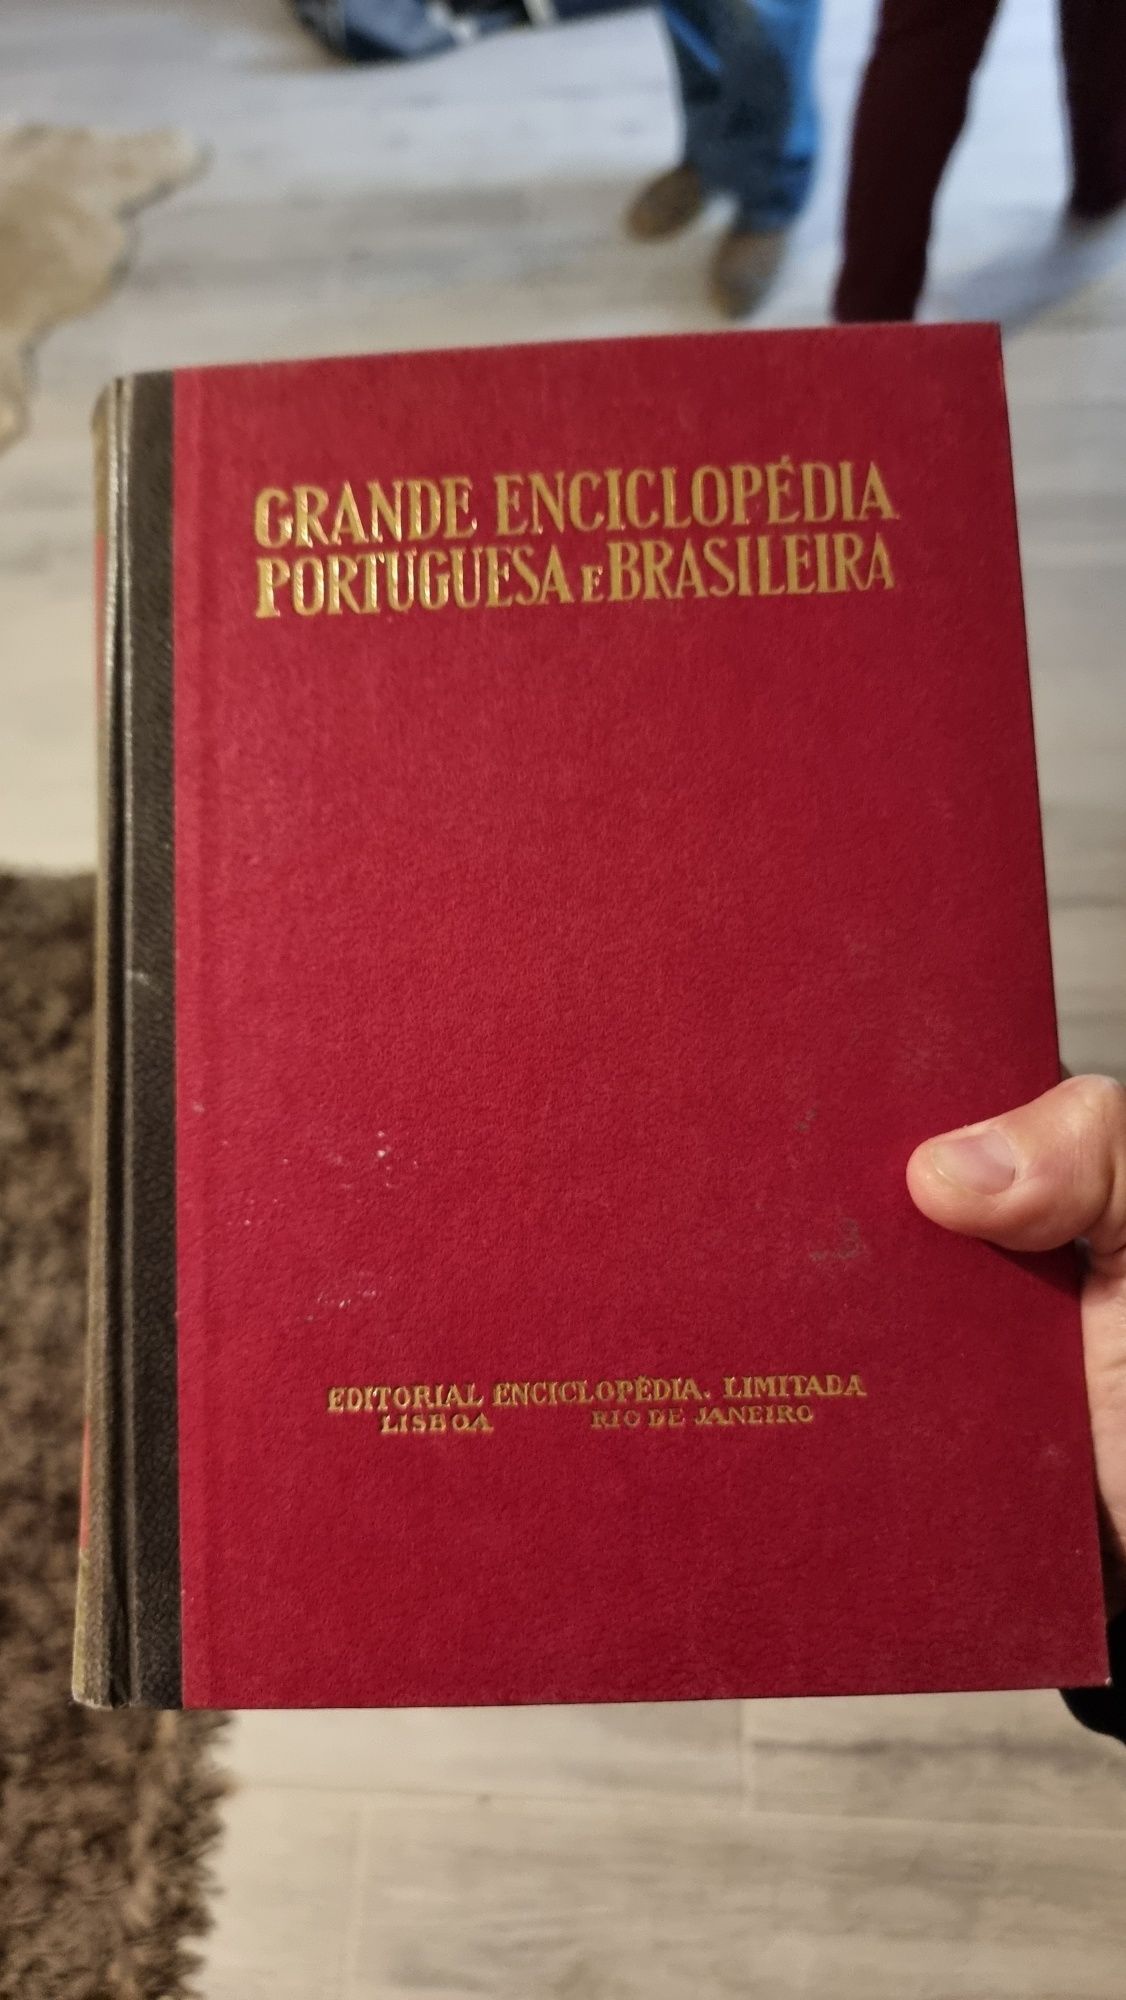 GRANDE ENCICLOPÉDIA
PORTUGUESA E BRASILEIRA
EDITORIAL ENCICLOPÉDIA, LIMITADA
LISBOA RIO DE JANEIRO